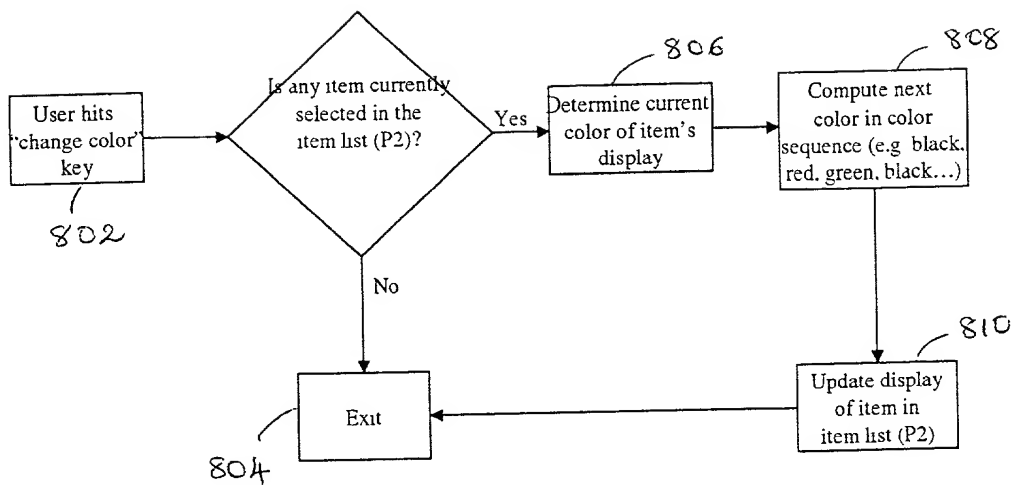 User hits
"change color"
key
802
Is any item currently
selected in the
item list (P2)?
Yes
No
806
Determine current
color of item's
display
808
Compute next
color in color
sequence (e.g black,
red, green, black...)
810
Update display
of item in
item list (P2)
Exit
804